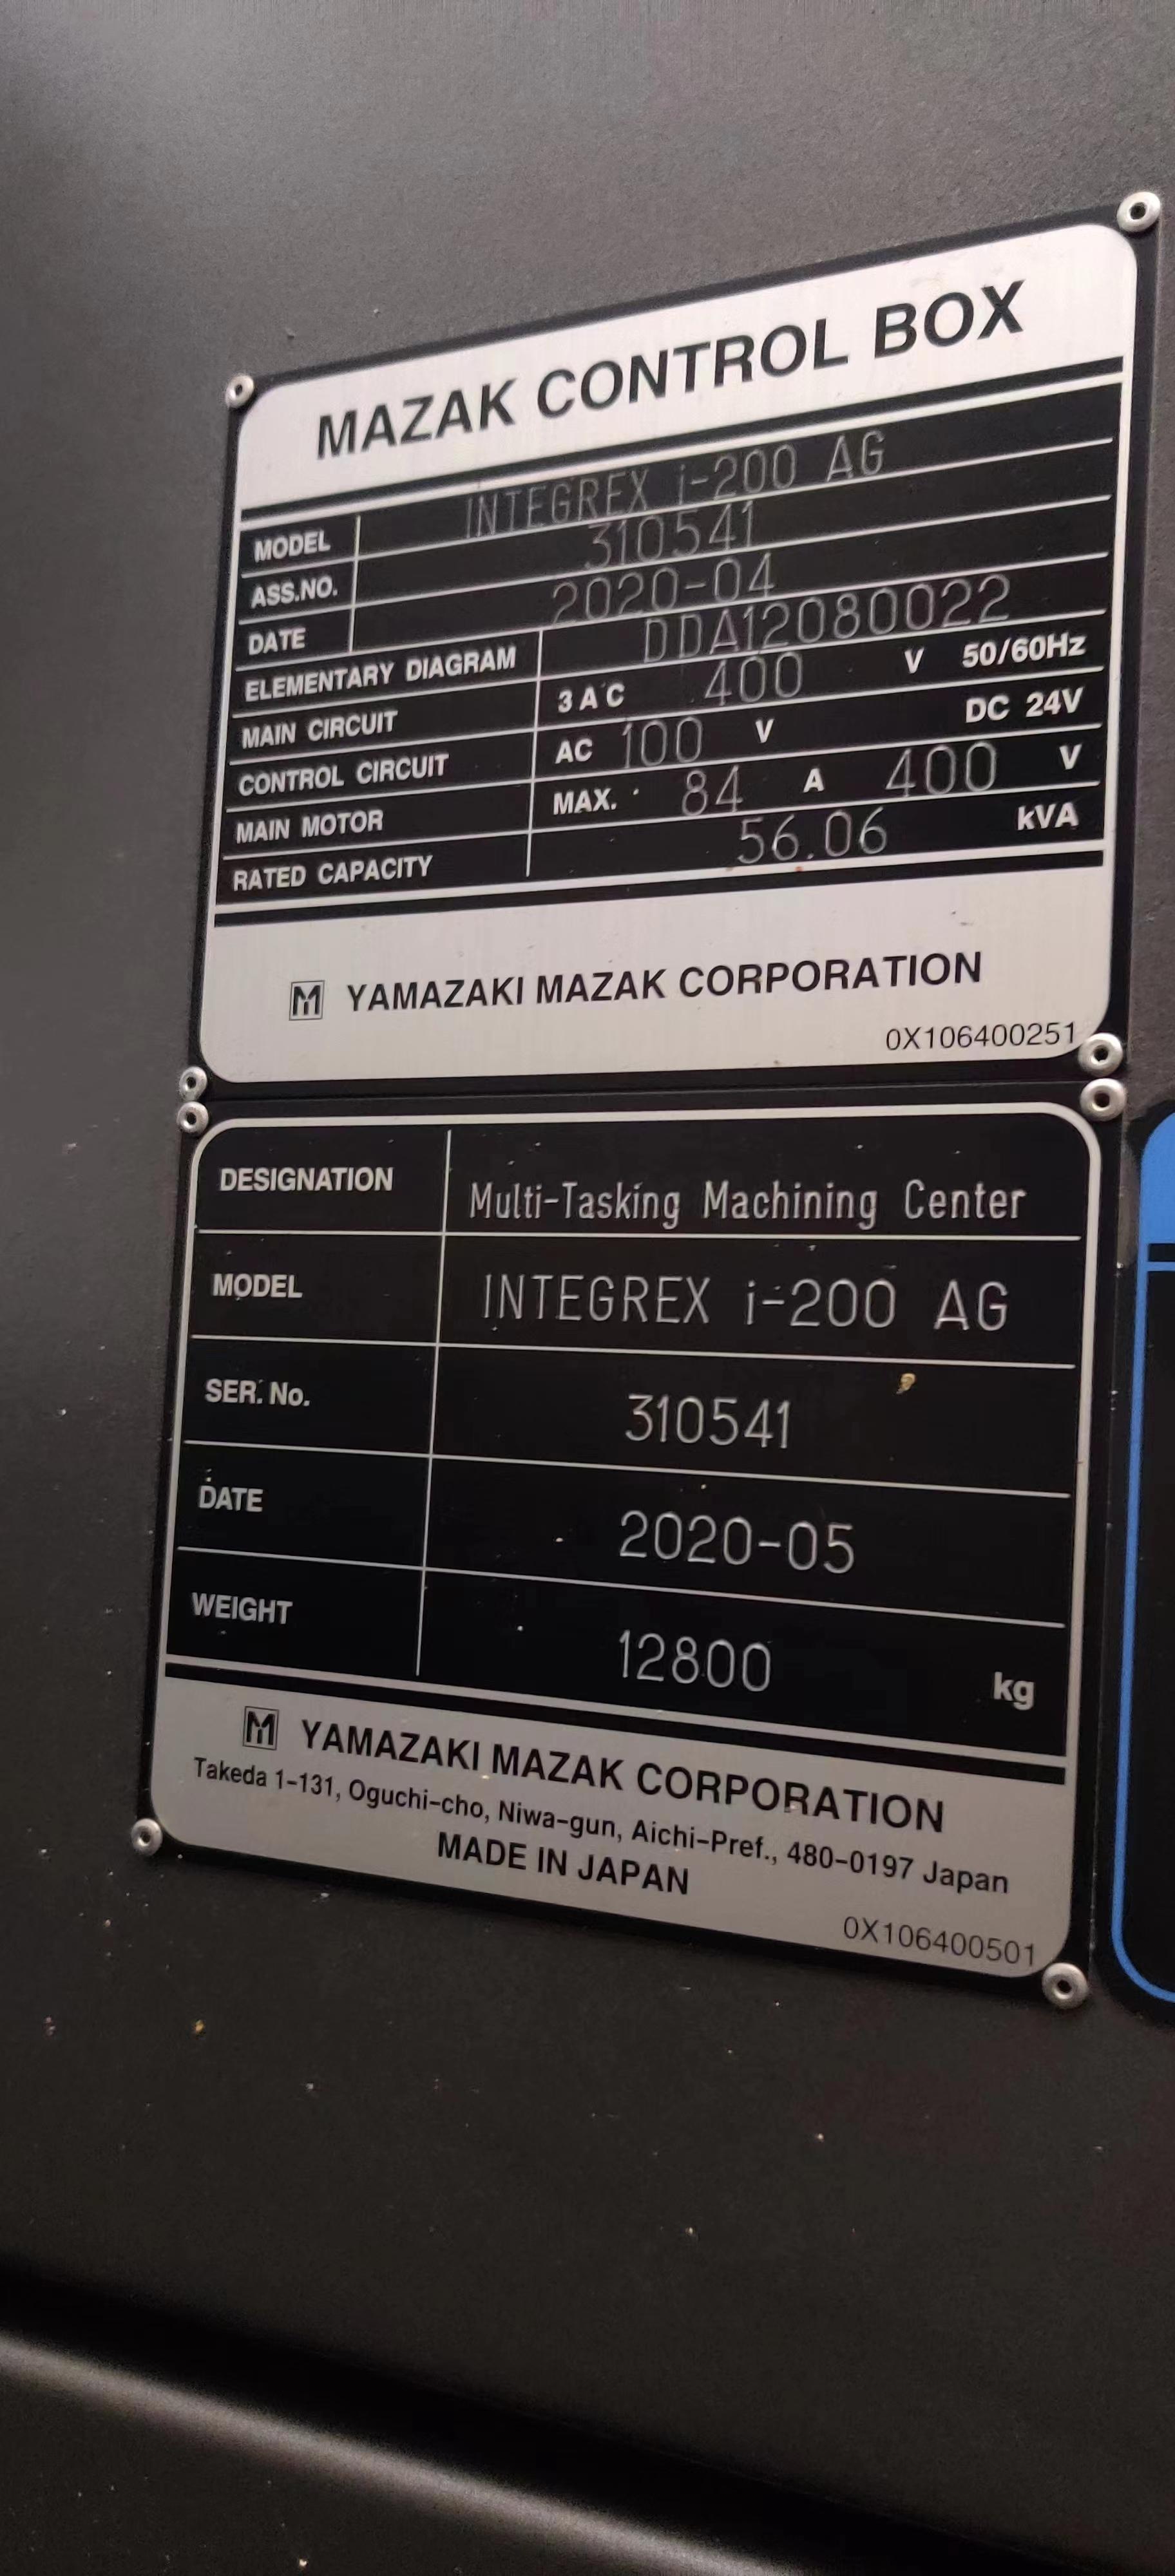 MAZAK CONTROL BOX
MODEL INTEGREX i-200 AG
ASS.NO. 310541
DATE 2020-04
ELEMENTARY DIAGRAM DDA12080022
MAIN CIRCUIT 3 AC 400 V 50/60Hz
CONTROL CIRCUIT AC 100 V DC 24V
MAIN MOTOR MAX. 84 A 400 V
RATED CAPACITY 56.06 kVA
YAMAZAKI MAZAK CORPORATION
0X106400251
DESIGNATION Multi-Tasking Machining Center
MODEL INTEGREX i-200 AG
SER. No. 310541
DATE 2020-05
WEIGHT 12800 kg
YAMAZAKI MAZAK CORPORATION
Takeda 1-131, Oguchi-cho, Niwa-gun, Aichi-Pref., 480-0197 Japan
MADE IN JAPAN
0X106400501